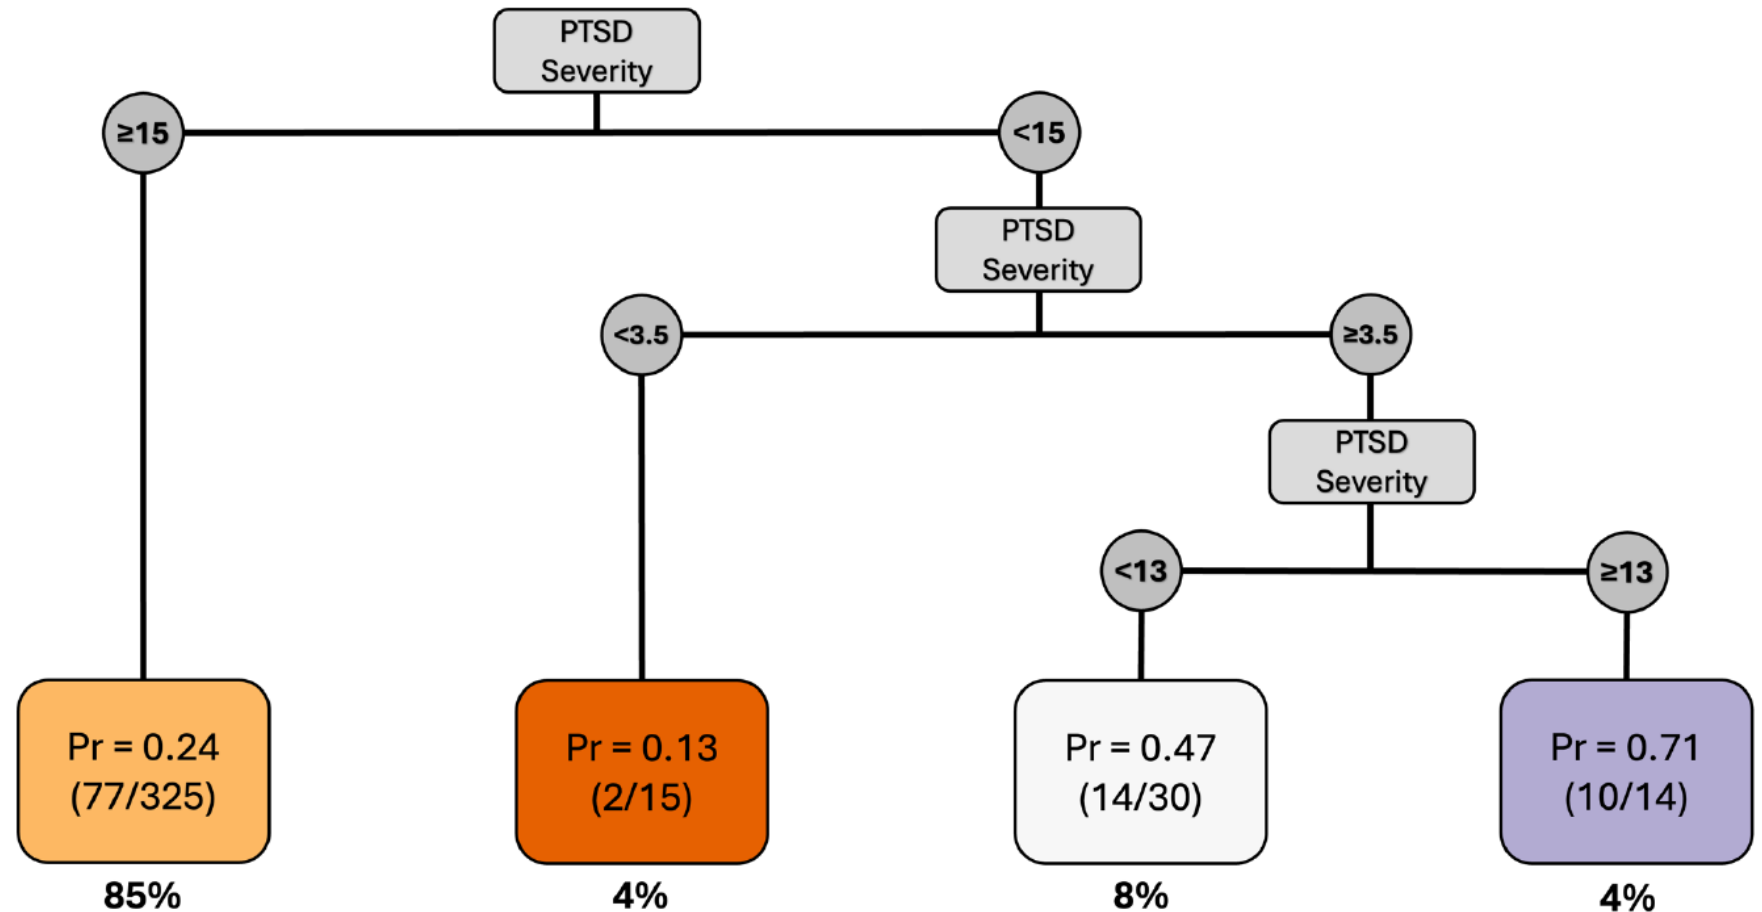 PTSD
Severity
≥15
<15
PTSD
Severity
<3.5
≥3.5
PTSD
Severity
<13
≥13
Pr = 0.24
(77/325)
85%
Pr = 0.13
(2/15)
4%
Pr = 0.47
(14/30)
8%
Pr = 0.71
(10/14)
4%